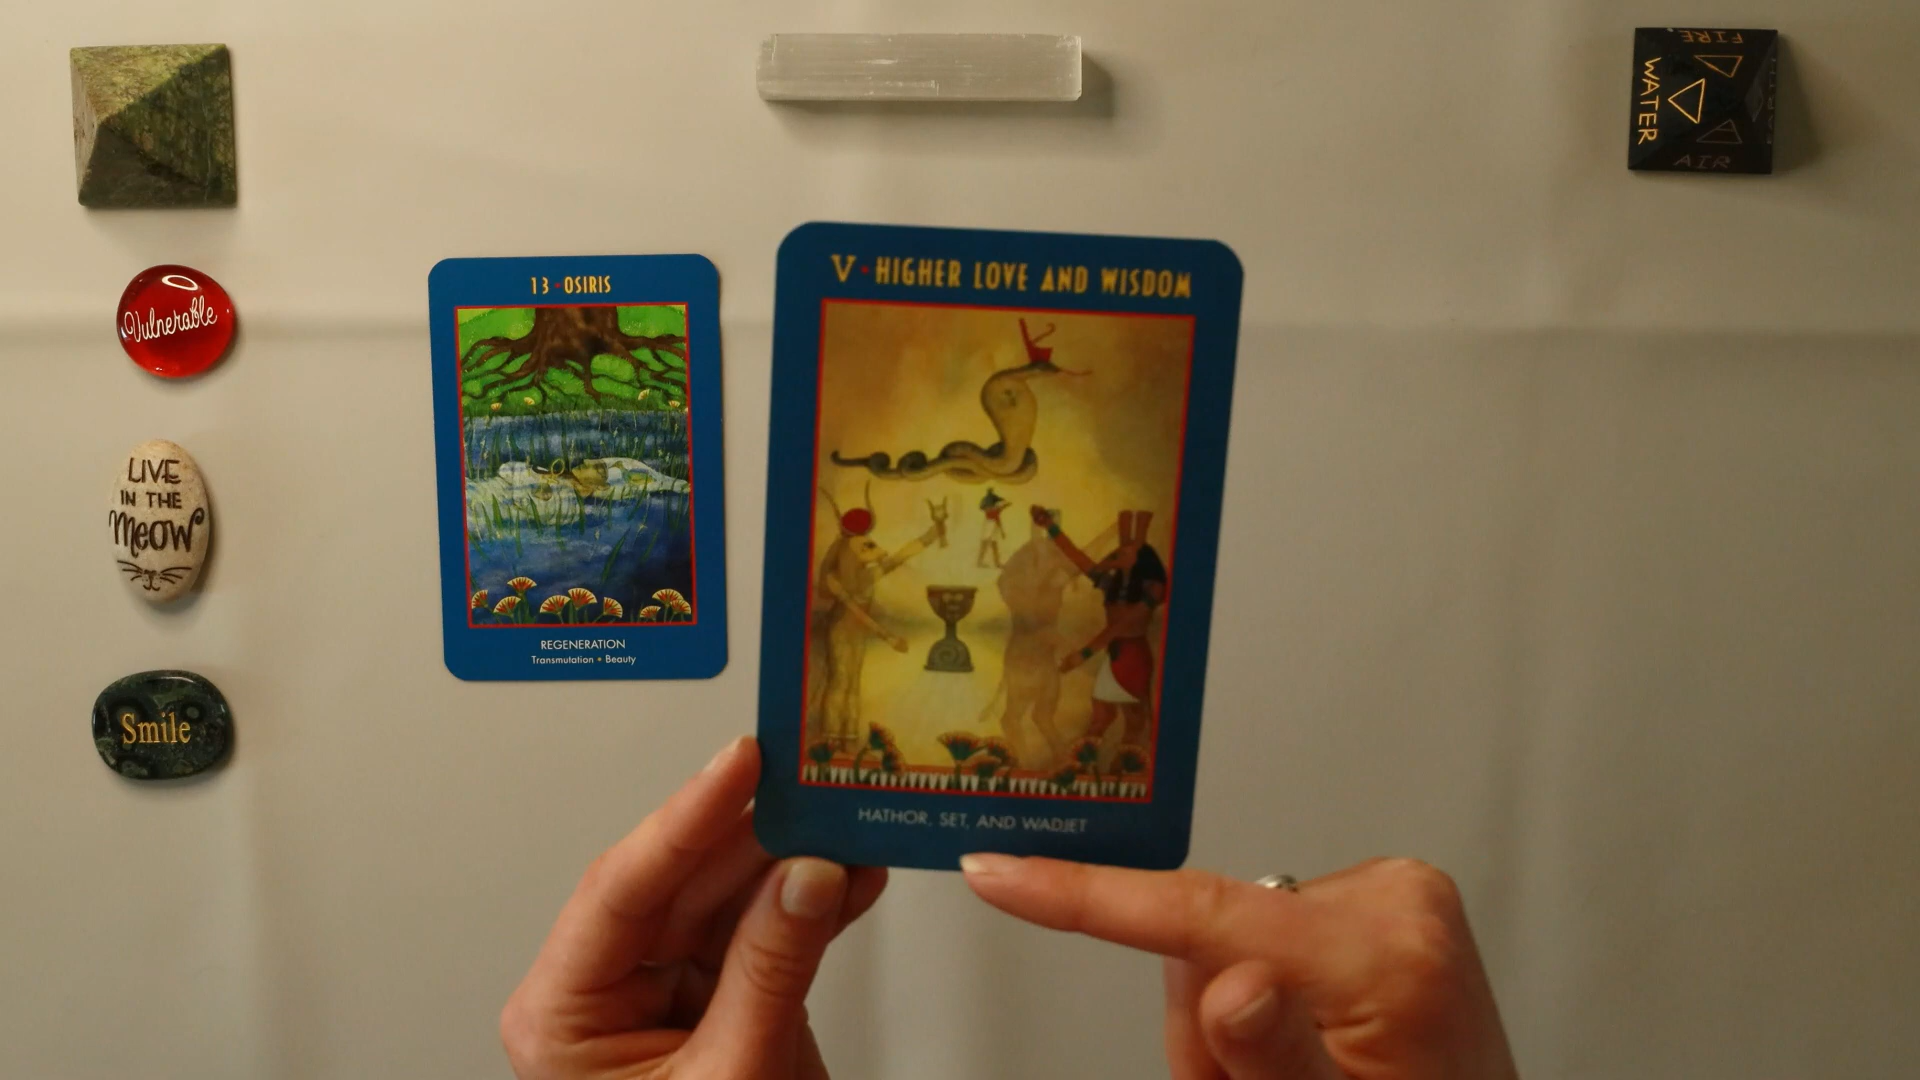 FIRE
WATER
AIR
Vulnerable
LIVE
IN THE
Meow
Smile
13 • OSIRIS
REGENERATION
Transmutation • Beauty
V • HIGHER LOVE AND WISDOM
HATHOR, SET, AND WADJET